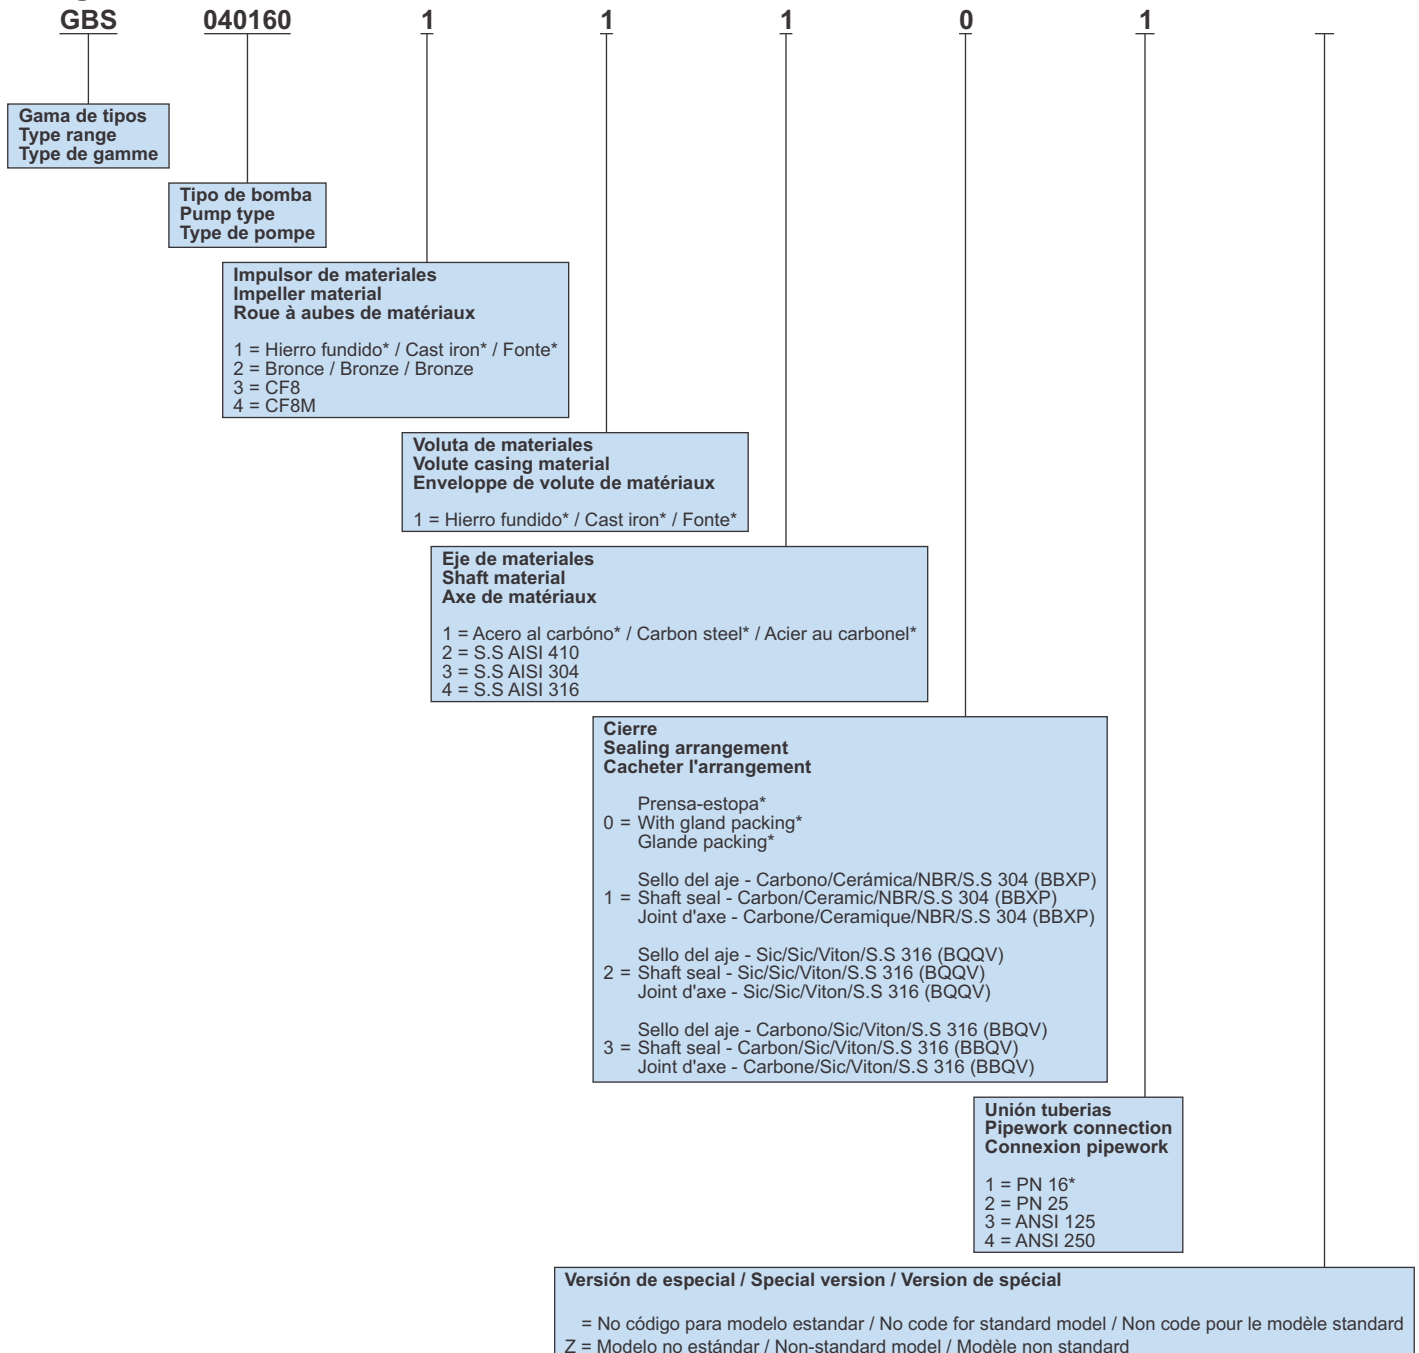 GBS 040160 1 1 1 0 1
Gama de tipos
Type range
Type de gamme
Tipo de bomba
Pump type
Type de pompe
Impulsor de materiales
Impeller material
Roue à aubes de matériaux
1 = Hierro fundido* / Cast iron* / Fonte*
2 = Bronce / Bronze / Bronze
3 = CF8
4 = CF8M
Voluta de materiales
Volute casing material
Enveloppe de volute de matériaux
1 = Hierro fundido* / Cast iron* / Fonte*
Eje de materiales
Shaft material
Axe de matériaux
1 = Acero al carbóno* / Carbon steel* / Acier au carbonel*
2 = S.S AISI 410
3 = S.S AISI 304
4 = S.S AISI 316
Cierre
Sealing arrangement
Cacheter l'arrangement
Prensa-estopa*
0 = With gland packing*
Glande packing*
Sello del aje - Carbono/Cerámica/NBR/S.S 304 (BBXP)
1 = Shaft seal - Carbon/Ceramic/NBR/S.S 304 (BBXP)
Joint d'axe - Carbone/Ceramique/NBR/S.S 304 (BBXP)
Sello del aje - Sic/Sic/Viton/S.S 316 (BQQV)
2 = Shaft seal - Sic/Sic/Viton/S.S 316 (BQQV)
Joint d'axe - Sic/Sic/Viton/S.S 316 (BQQV)
Sello del aje - Carbono/Sic/Viton/S.S 316 (BBQV)
3 = Shaft seal - Carbon/Sic/Viton/S.S 316 (BBQV)
Joint d'axe - Carbone/Sic/Viton/S.S 316 (BBQV)
Unión tuberias
Pipework connection
Connexion pipework
1 = PN 16*
2 = PN 25
3 = ANSI 125
4 = ANSI 250
Versión de especial / Special version / Version de spécial
= No código para modelo estandar / No code for standard model / Non code pour le modèle standard
Z = Modelo no estándar / Non-standard model / Modèle non standard